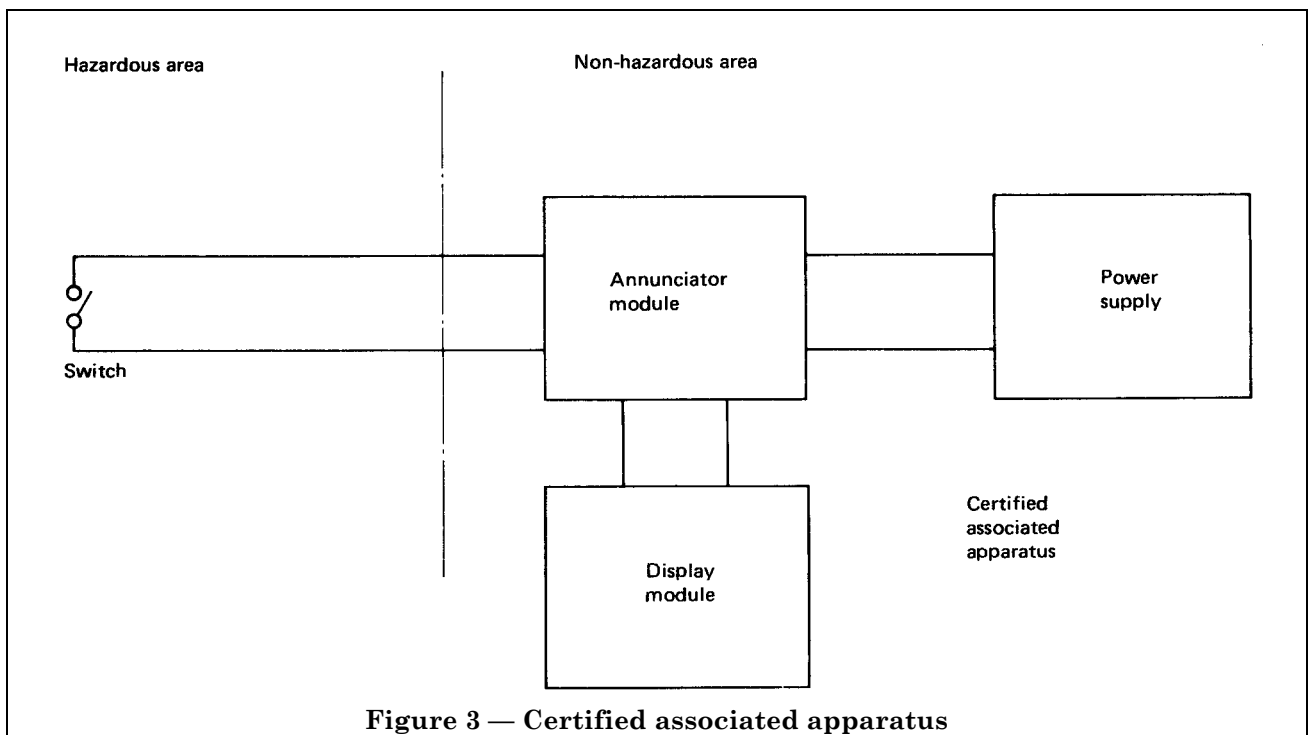 Hazardous area
Non-hazardous area
Annunciator
module
Power
supply
Switch
Certified
associated
apparatus
Display
module
Figure 3 — Certified associated apparatus